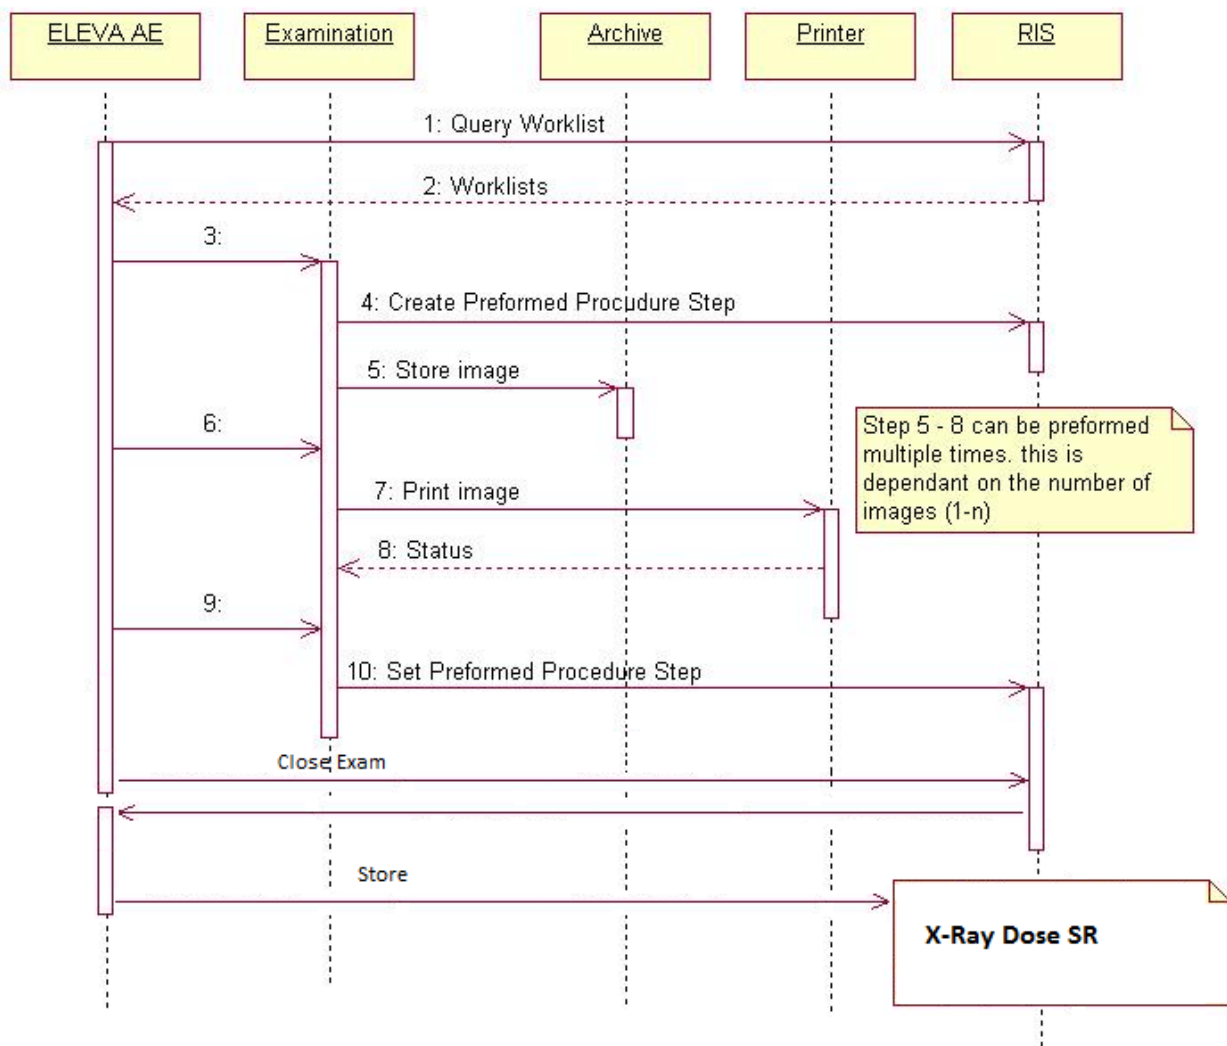 ELEVA AE
Examination
Archive
Printer
RIS
1: Query Worklist
2: Worklists
3:
4: Create Preformed Procudure Step
5: Store image
6:
Step 5 - 8 can be preformed
multiple times. this is
dependant on the number of
images (1-n)
7: Print image
8: Status
9:
10: Set Preformed Procedure Step
Close Exam
Store
X-Ray Dose SR